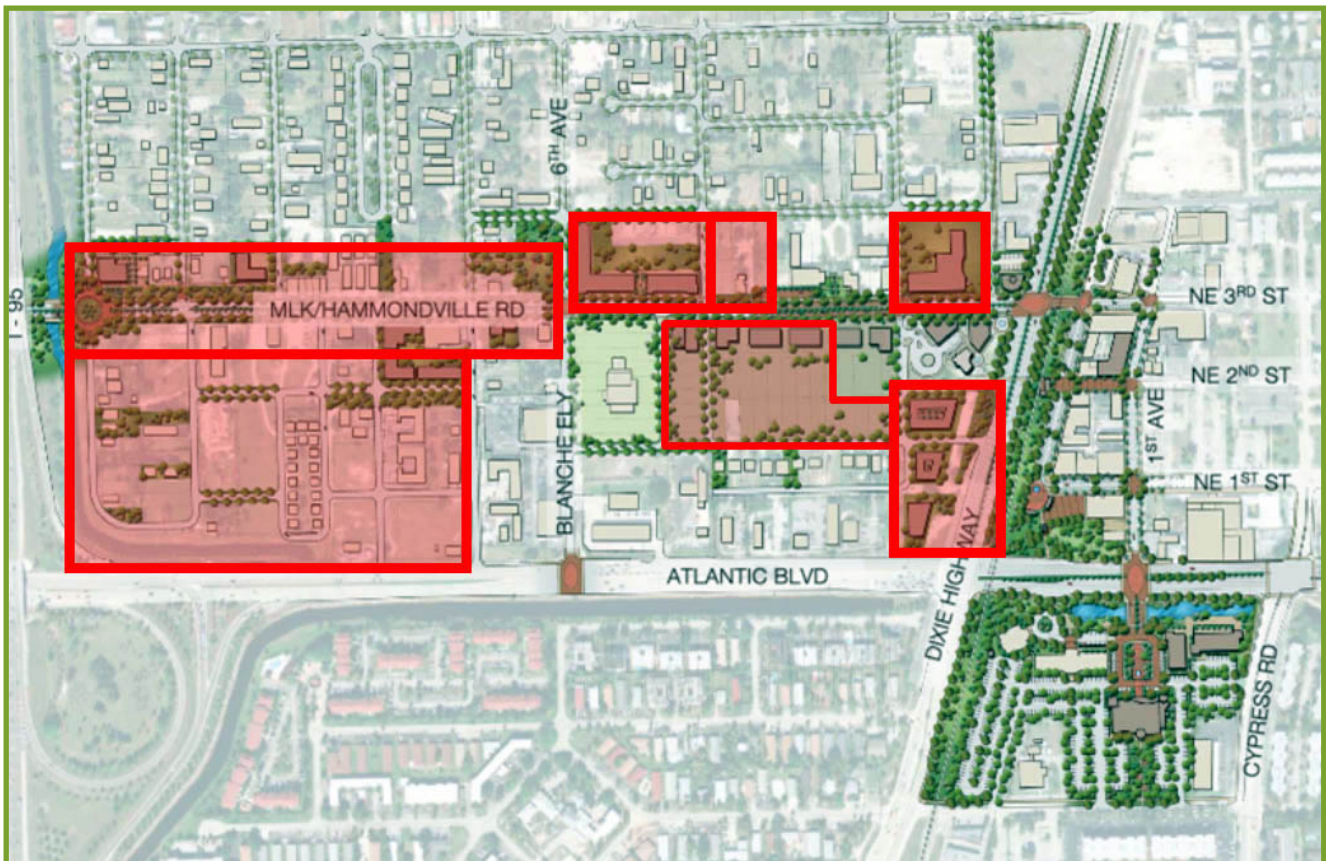 6TH AVE
I - 95
MLK/HAMMONDVILLE RD
NE 3RD ST
NE 2ND ST
1ST AVE
BLANCHE ELY
NE 1ST ST
DIXIE HIGHWAY
ATLANTIC BLVD
CYPRESS RD